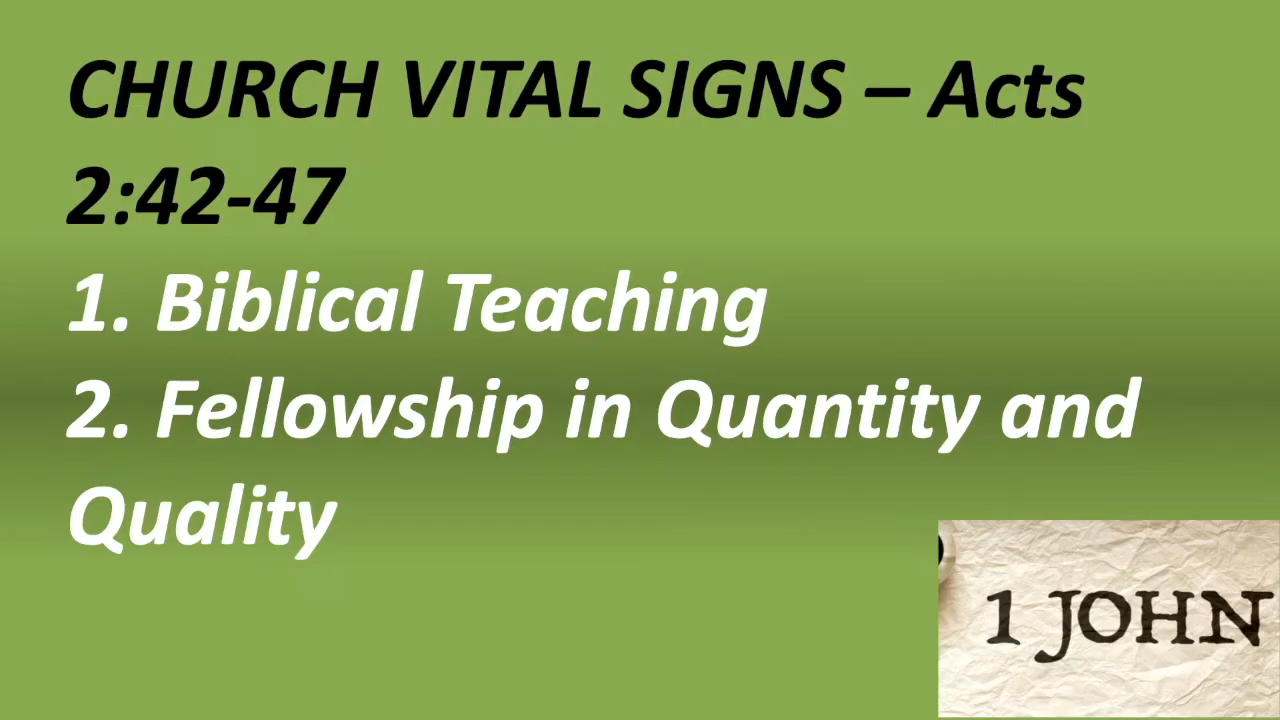 CHURCH VITAL SIGNS – Acts
2:42-47
1. Biblical Teaching
2. Fellowship in Quantity and
Quality
1 JOHN